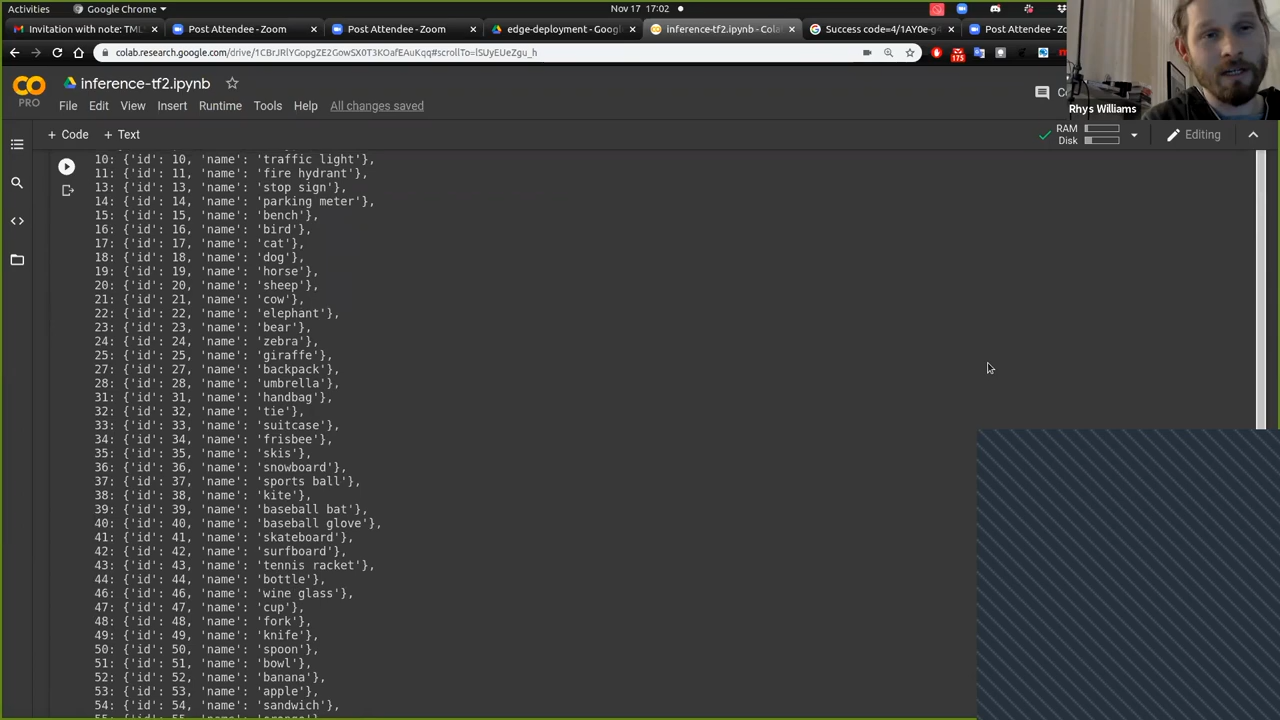 Activities
Google Chrome
Nov 17 17:02
Invitation with note: TML
Post Attendee - Zoom
Post Attendee - Zoom
edge-deployment - Googl
inference-tf2.ipynb - Cola
Success code=4/1AY0e-g
Post Attendee - Zoom
colab.research.google.com/drive/1CBrJRlYGopgZE2GowSX0T3KOafEAuKqq#scrollTo=lSUyEUeZgu_h
175
PRO
inference-tf2.ipynb
File Edit View Insert Runtime Tools Help All changes saved
Rhys Williams
+ Code + Text
RAM
Disk
Editing
10: {'id': 10, 'name': 'traffic light'},
11: {'id': 11, 'name': 'fire hydrant'},
13: {'id': 13, 'name': 'stop sign'},
14: {'id': 14, 'name': 'parking meter'},
15: {'id': 15, 'name': 'bench'},
16: {'id': 16, 'name': 'bird'},
17: {'id': 17, 'name': 'cat'},
18: {'id': 18, 'name': 'dog'},
19: {'id': 19, 'name': 'horse'},
20: {'id': 20, 'name': 'sheep'},
21: {'id': 21, 'name': 'cow'},
22: {'id': 22, 'name': 'elephant'},
23: {'id': 23, 'name': 'bear'},
24: {'id': 24, 'name': 'zebra'},
25: {'id': 25, 'name': 'giraffe'},
27: {'id': 27, 'name': 'backpack'},
28: {'id': 28, 'name': 'umbrella'},
31: {'id': 31, 'name': 'handbag'},
32: {'id': 32, 'name': 'tie'},
33: {'id': 33, 'name': 'suitcase'},
34: {'id': 34, 'name': 'frisbee'},
35: {'id': 35, 'name': 'skis'},
36: {'id': 36, 'name': 'snowboard'},
37: {'id': 37, 'name': 'sports ball'},
38: {'id': 38, 'name': 'kite'},
39: {'id': 39, 'name': 'baseball bat'},
40: {'id': 40, 'name': 'baseball glove'},
41: {'id': 41, 'name': 'skateboard'},
42: {'id': 42, 'name': 'surfboard'},
43: {'id': 43, 'name': 'tennis racket'},
44: {'id': 44, 'name': 'bottle'},
46: {'id': 46, 'name': 'wine glass'},
47: {'id': 47, 'name': 'cup'},
48: {'id': 48, 'name': 'fork'},
49: {'id': 49, 'name': 'knife'},
50: {'id': 50, 'name': 'spoon'},
51: {'id': 51, 'name': 'bowl'},
52: {'id': 52, 'name': 'banana'},
53: {'id': 53, 'name': 'apple'},
54: {'id': 54, 'name': 'sandwich'},